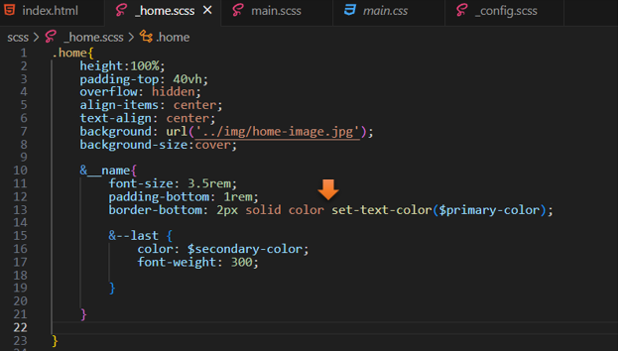 index.html _home.scss × main.scss main.css _config.scss
scss > _home.scss > .home
1 .home{
2 height:100%;
3 padding-top: 40vh;
4 overflow: hidden;
5 align-items: center;
6 text-align: center;
7 background: url('../img/home-image.jpg');
8 background-size:cover;
9
10 &__name{
11 font-size: 3.5rem;
12 padding-bottom: 1rem;
13 border-bottom: 2px solid color set-text-color($primary-color);
14
15 &--last {
16 color: $secondary-color;
17 font-weight: 300;
18
19 }
20
21 }
22
23 }